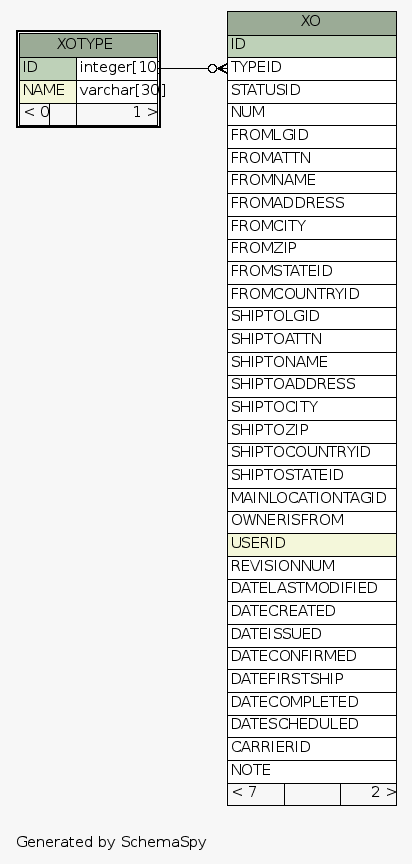 XOTYPE
ID integer[10]
NAME varchar[30]
< 0 1 >
XO
ID
TYPEID
STATUSID
NUM
FROMLGID
FROMATTN
FROMNAME
FROMADDRESS
FROMCITY
FROMZIP
FROMSTATEID
FROMCOUNTRYID
SHIPTOLGID
SHIPTOATTN
SHIPTONAME
SHIPTOADDRESS
SHIPTOCITY
SHIPTOZIP
SHIPTOCOUNTRYID
SHIPTOSTATEID
MAINLOCATIONTAGID
OWNERISFROM
USERID
REVISIONNUM
DATELASTMODIFIED
DATECREATED
DATEISSUED
DATECONFIRMED
DATEFIRSTSHIP
DATECOMPLETED
DATESCHEDULED
CARRIERID
NOTE
< 7 2 >
Generated by SchemaSpy